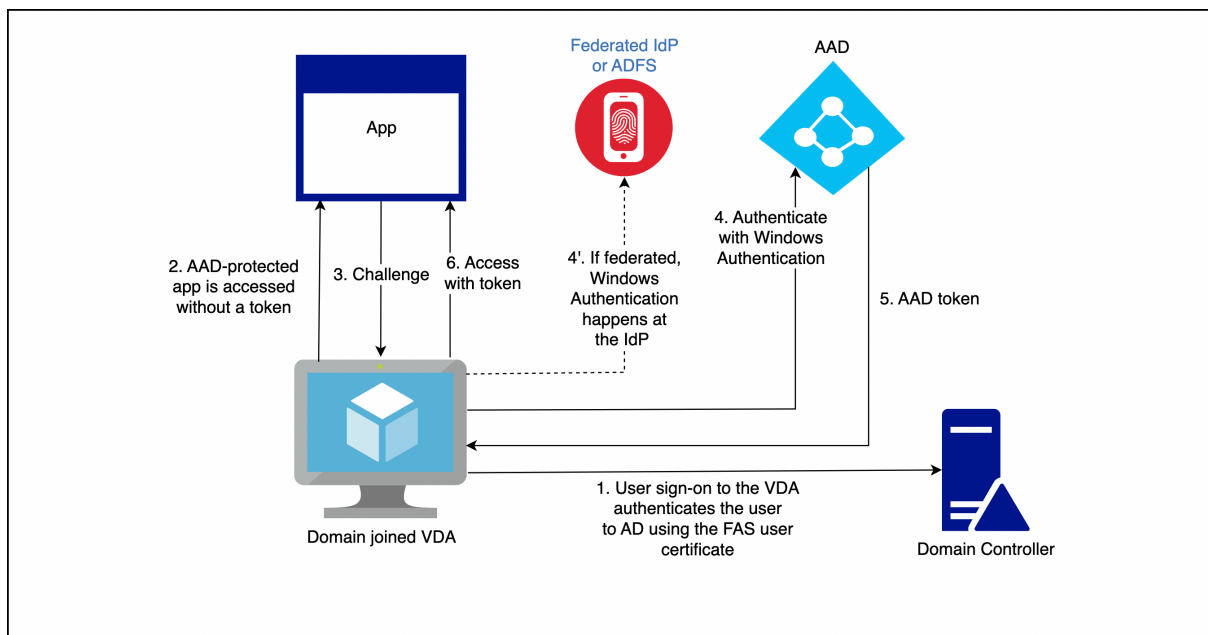 Federated IdP
or ADFS
AAD
App
2. AAD-protected
app is accessed
without a token
3. Challenge
6. Access
with token
4'. If federated,
Windows
Authentication
happens at
the IdP
4. Authenticate
with Windows
Authentication
5. AAD token
1. User sign-on to the VDA
authenticates the user
to AD using the FAS user
certificate
Domain joined VDA
Domain Controller